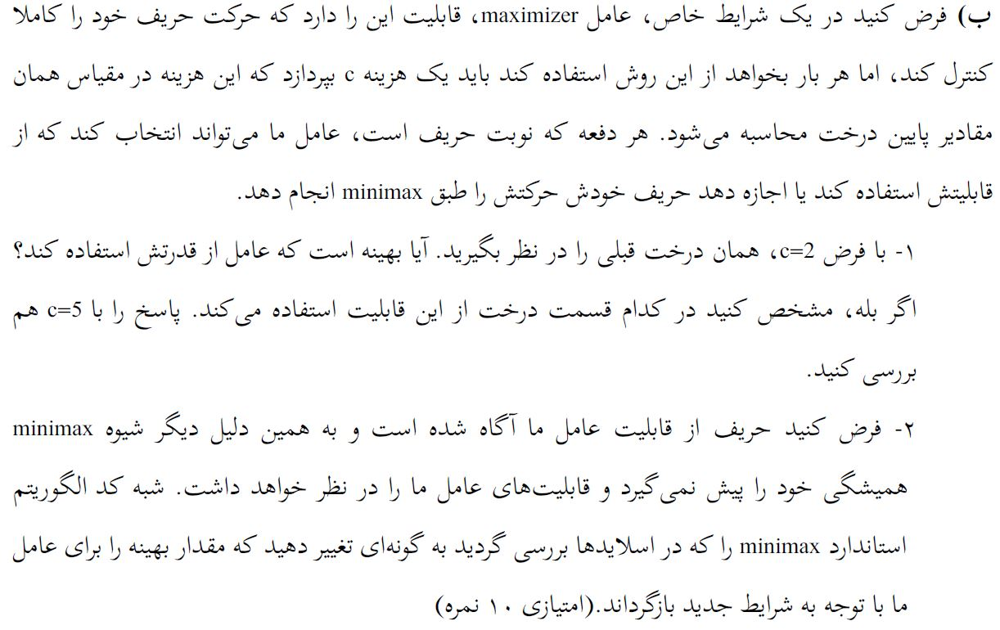 ب) فرض کنید در یک شرایط خاص، عامل maximizer، قابلیت این را دارد که حرکت حریف خود را کاملا
کنترل کند، اما هر بار بخواهد از این روش استفاده کند باید یک هزینه c بپردازد که این هزینه در مقیاس همان
مقادیر پایین درخت محاسبه می‌شود. هر دفعه که نوبت حریف است، عامل ما می‌تواند انتخاب کند که از
قابلیتش استفاده کند یا اجازه دهد حریف خودش حرکتش را طبق minimax انجام دهد.
۱- با فرض c=2، همان درخت قبلی را در نظر بگیرید. آیا بهینه است که عامل از قدرتش استفاده کند؟
اگر بله، مشخص کنید در کدام قسمت درخت از این قابلیت استفاده می‌کند. پاسخ را با c=5 هم
بررسی کنید.
۲- فرض کنید حریف از قابلیت عامل ما آگاه شده است و به همین دلیل دیگر شیوه minimax
همیشگی خود را پیش نمی‌گیرد و قابلیت‌های عامل ما را در نظر خواهد داشت. شبه کد الگوریتم
استاندارد minimax را که در اسلایدها بررسی گردید به گونه‌ای تغییر دهید که مقدار بهینه را برای عامل
ما با توجه به شرایط جدید بازگرداند.(امتیازی ۱۰ نمره)